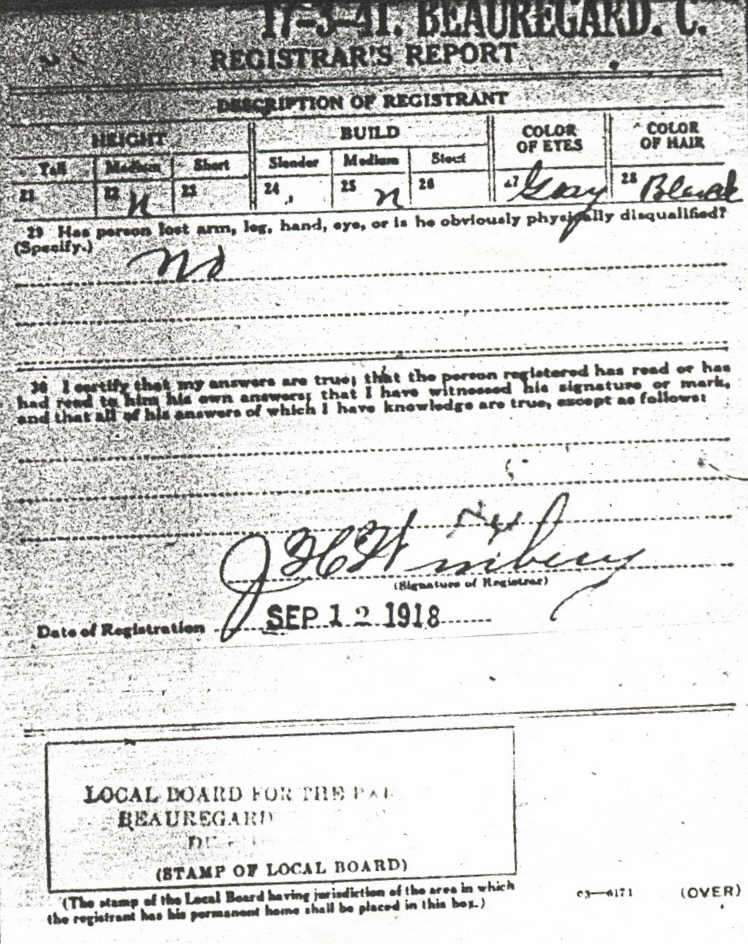 17-3-41. BEAUREGARD. C.
REGISTRAR'S REPORT
DESCRIPTION OF REGISTRANT
HEIGHT BUILD COLOR OF EYES COLOR OF HAIR
Tall Medium Short Slender Medium Stout
21 22 n 23 24 25 n 26 27 Gray 28 Black
29 Has person lost arm, leg, hand, eye, or is he obviously physically disqualified?
(Specify.)
no
30 I certify that my answers are true; that the person registered has read or has
had read to him his own answers; that I have witnessed his signature or mark,
and that all of his answers of which I have knowledge are true, except as follows:
J H Wimberly
(Signature of Registrar)
Date of Registration SEP 12 1918
LOCAL BOARD FOR THE PAR
BEAUREGARD
(STAMP OF LOCAL BOARD)
(The stamp of the Local Board having jurisdiction of the area in which
the registrant has his permanent home shall be placed in this box.)
03—6171 (OVER)